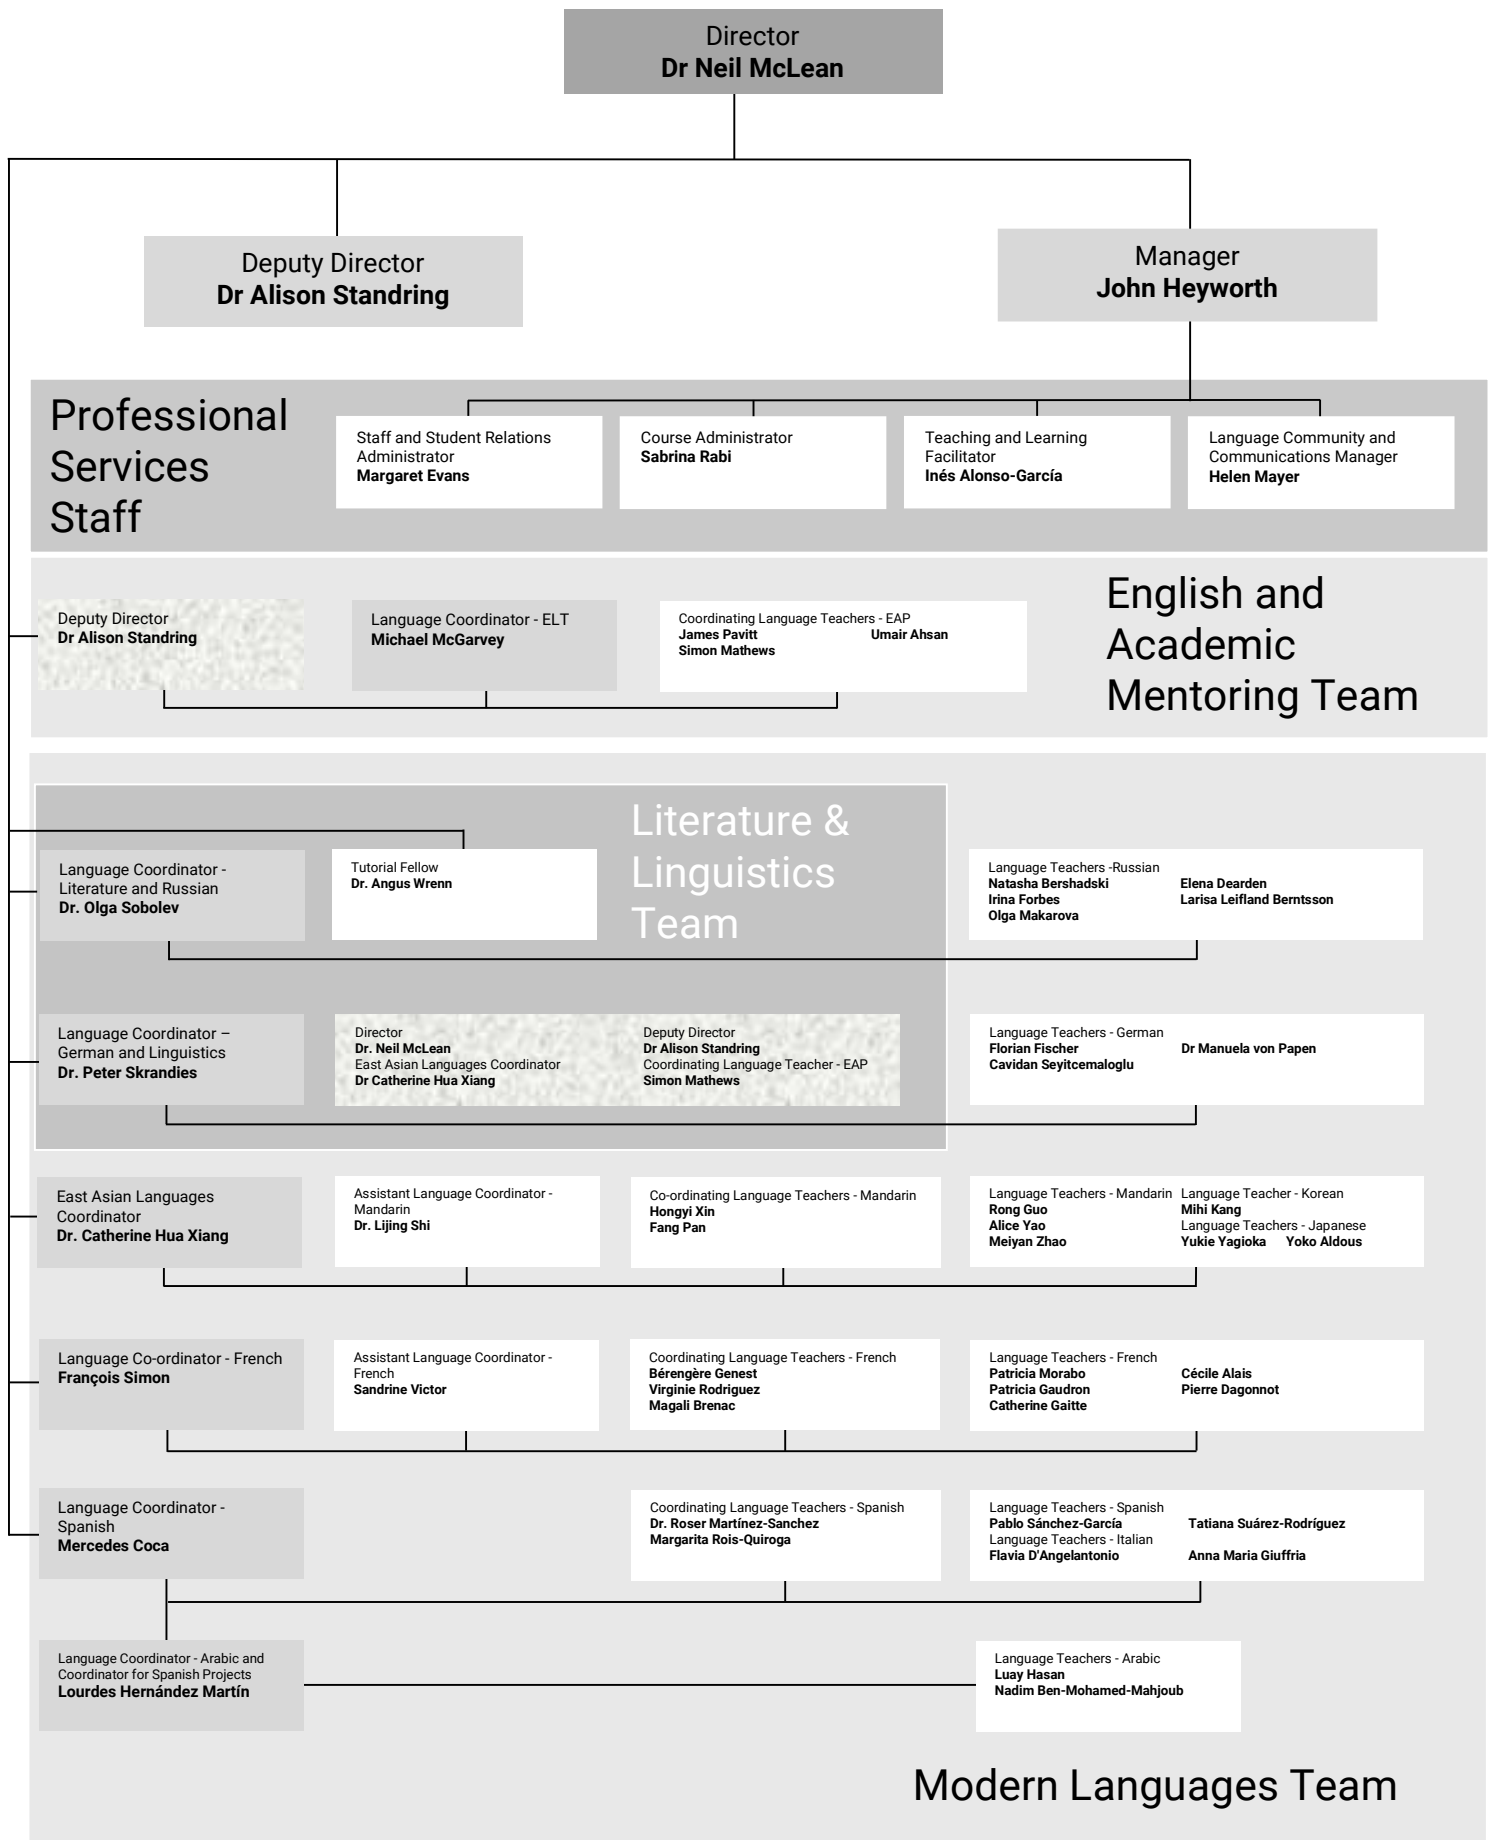 Director
Dr Neil McLean
Deputy Director
Dr Alison Standring
Manager
John Heyworth
Professional
Services
Staff
Staff and Student Relations
Administrator
Margaret Evans
Course Administrator
Sabrina Rabi
Teaching and Learning
Facilitator
Inés Alonso-García
Language Community and
Communications Manager
Helen Mayer
Deputy Director
Dr Alison Standring
Language Coordinator - ELT
Michael McGarvey
Coordinating Language Teachers - EAP
James Pavitt Umair Ahsan
Simon Mathews
English and
Academic
Mentoring Team
Literature &
Linguistics
Team
Language Coordinator -
Literature and Russian
Dr. Olga Sobolev
Tutorial Fellow
Dr. Angus Wrenn
Language Teachers -Russian
Natasha Bershadski Elena Dearden
Irina Forbes Larisa Leifland Berntsson
Olga Makarova
Language Coordinator –
German and Linguistics
Dr. Peter Skrandies
Director
Dr. Neil McLean
East Asian Languages Coordinator
Dr Catherine Hua Xiang
Deputy Director
Dr Alison Standring
Coordinating Language Teacher - EAP
Simon Mathews
Language Teachers - German
Florian Fischer Dr Manuela von Papen
Cavidan Seyitcemaloglu
East Asian Languages
Coordinator
Dr. Catherine Hua Xiang
Assistant Language Coordinator -
Mandarin
Dr. Lijing Shi
Co-ordinating Language Teachers - Mandarin
Hongyi Xin
Fang Pan
Language Teachers - Mandarin
Rong Guo
Alice Yao
Meiyan Zhao
Language Teacher - Korean
Mihi Kang
Language Teachers - Japanese
Yukie Yagioka Yoko Aldous
Language Co-ordinator - French
François Simon
Assistant Language Coordinator -
French
Sandrine Victor
Coordinating Language Teachers - French
Bérengère Genest
Virginie Rodriguez
Magali Brenac
Language Teachers - French
Patricia Morabo Cécile Alais
Patricia Gaudron Pierre Dagonnot
Catherine Gaitte
Language Coordinator -
Spanish
Mercedes Coca
Coordinating Language Teachers - Spanish
Dr. Roser Martínez-Sanchez
Margarita Rois-Quiroga
Language Teachers - Spanish
Pablo Sánchez-García Tatiana Suárez-Rodríguez
Language Teachers - Italian
Flavia D'Angelantonio Anna Maria Giuffria
Language Coordinator - Arabic and
Coordinator for Spanish Projects
Lourdes Hernández Martín
Language Teachers - Arabic
Luay Hasan
Nadim Ben-Mohamed-Mahjoub
Modern Languages Team